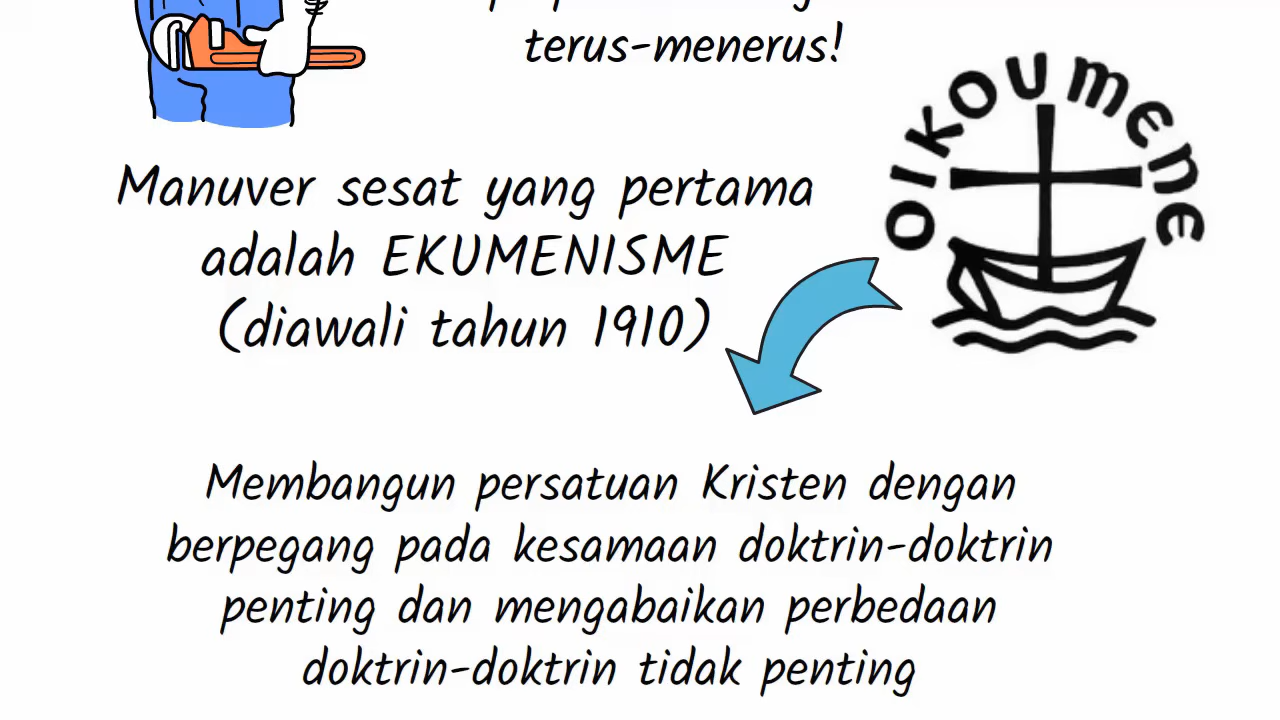 terus-menerus!
OIKOUMENE
Manuver sesat yang pertama
adalah EKUMENISME
(diawali tahun 1910)
Membangun persatuan Kristen dengan
berpegang pada kesamaan doktrin-doktrin
penting dan mengabaikan perbedaan
doktrin-doktrin tidak penting